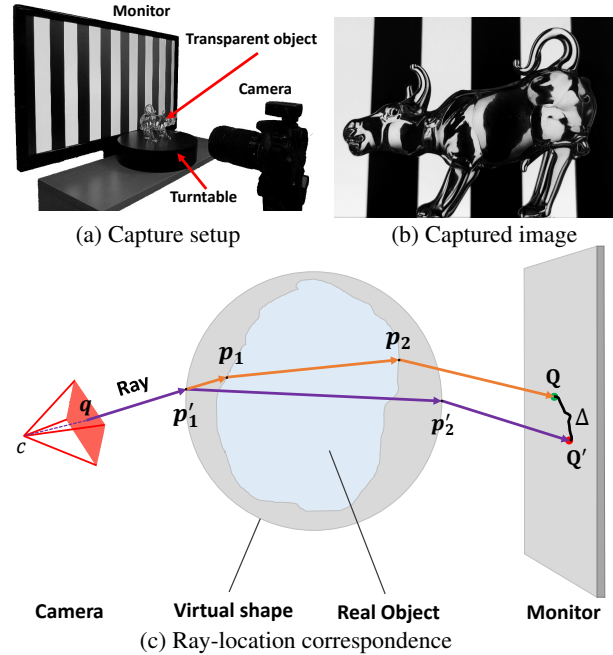 Monitor
Transparent object
Camera
Turntable
(a) Capture setup
(b) Captured image
p₁
p₂
Q
Ray
q
Δ
p′₁
p′₂
c
Q′
Camera
Virtual shape
Real Object
Monitor
(c) Ray-location correspondence